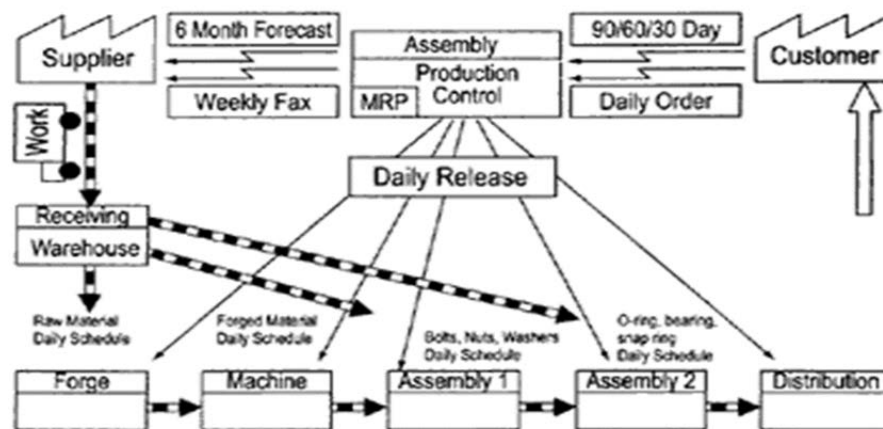 6 Month Forecast
Assembly
90/60/30 Day
Supplier
Production
Control
Customer
Weekly Fax
MRP
Daily Order
Work
Daily Release
Receiving
Warehouse
Raw Material
Daily Schedule
Forged Material
Daily Schedule
Bolts, Nuts, Washers
Daily Schedule
O-ring, bearing,
snap ring
Daily Schedule
Forge
Machine
Assembly 1
Assembly 2
Distribution